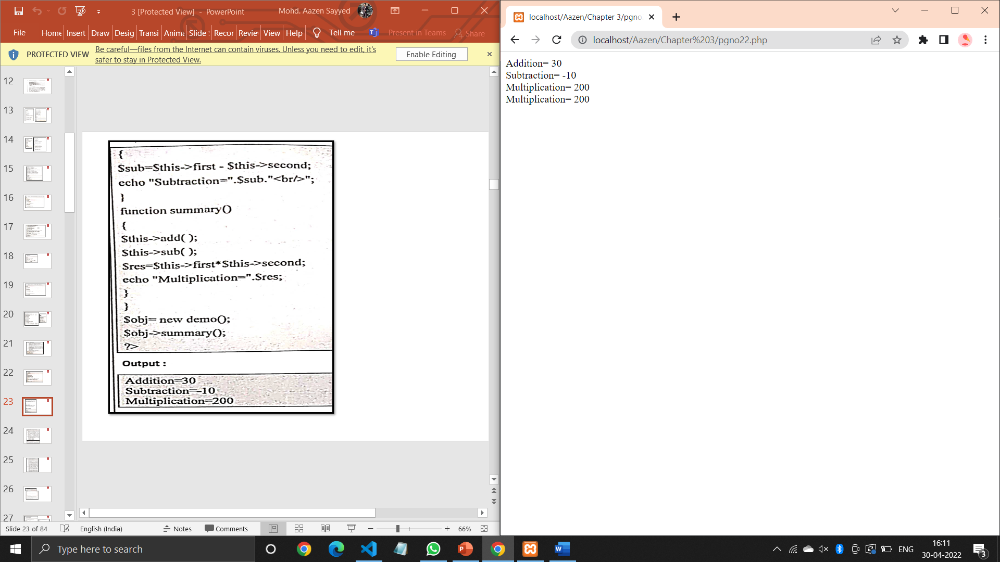 3 [Protected View] - PowerPoint
Mohd. Aazen Sayyed
File Home Insert Draw Desig Transi Anima Slide Recor Review View Help Tell me Present in Teams Share
PROTECTED VIEW Be careful—files from the Internet can contain viruses. Unless you need to edit, it's
safer to stay in Protected View.
Enable Editing
12
13
14
15
16
17
18
19
20
21
22
23
24
25
26
27
{
$sub=$this->first - $this->second;
echo "Subtraction=".$sub."<br/>";
}
function summary()
{
$this->add( );
$this->sub( );
$res=$this->first*$this->second;
echo "Multiplication=".$res;
}
}
$obj= new demo();
$obj->summary();
?>
Output :
Addition=30
Subtraction=-10
Multiplication=200
Slide 23 of 84 English (India) Notes Comments 66%
localhost/Aazen/Chapter 3/pgno
localhost/Aazen/Chapter%203/pgno22.php
Addition= 30
Subtraction= -10
Multiplication= 200
Multiplication= 200
Type here to search
ENG
16:11
30-04-2022
3